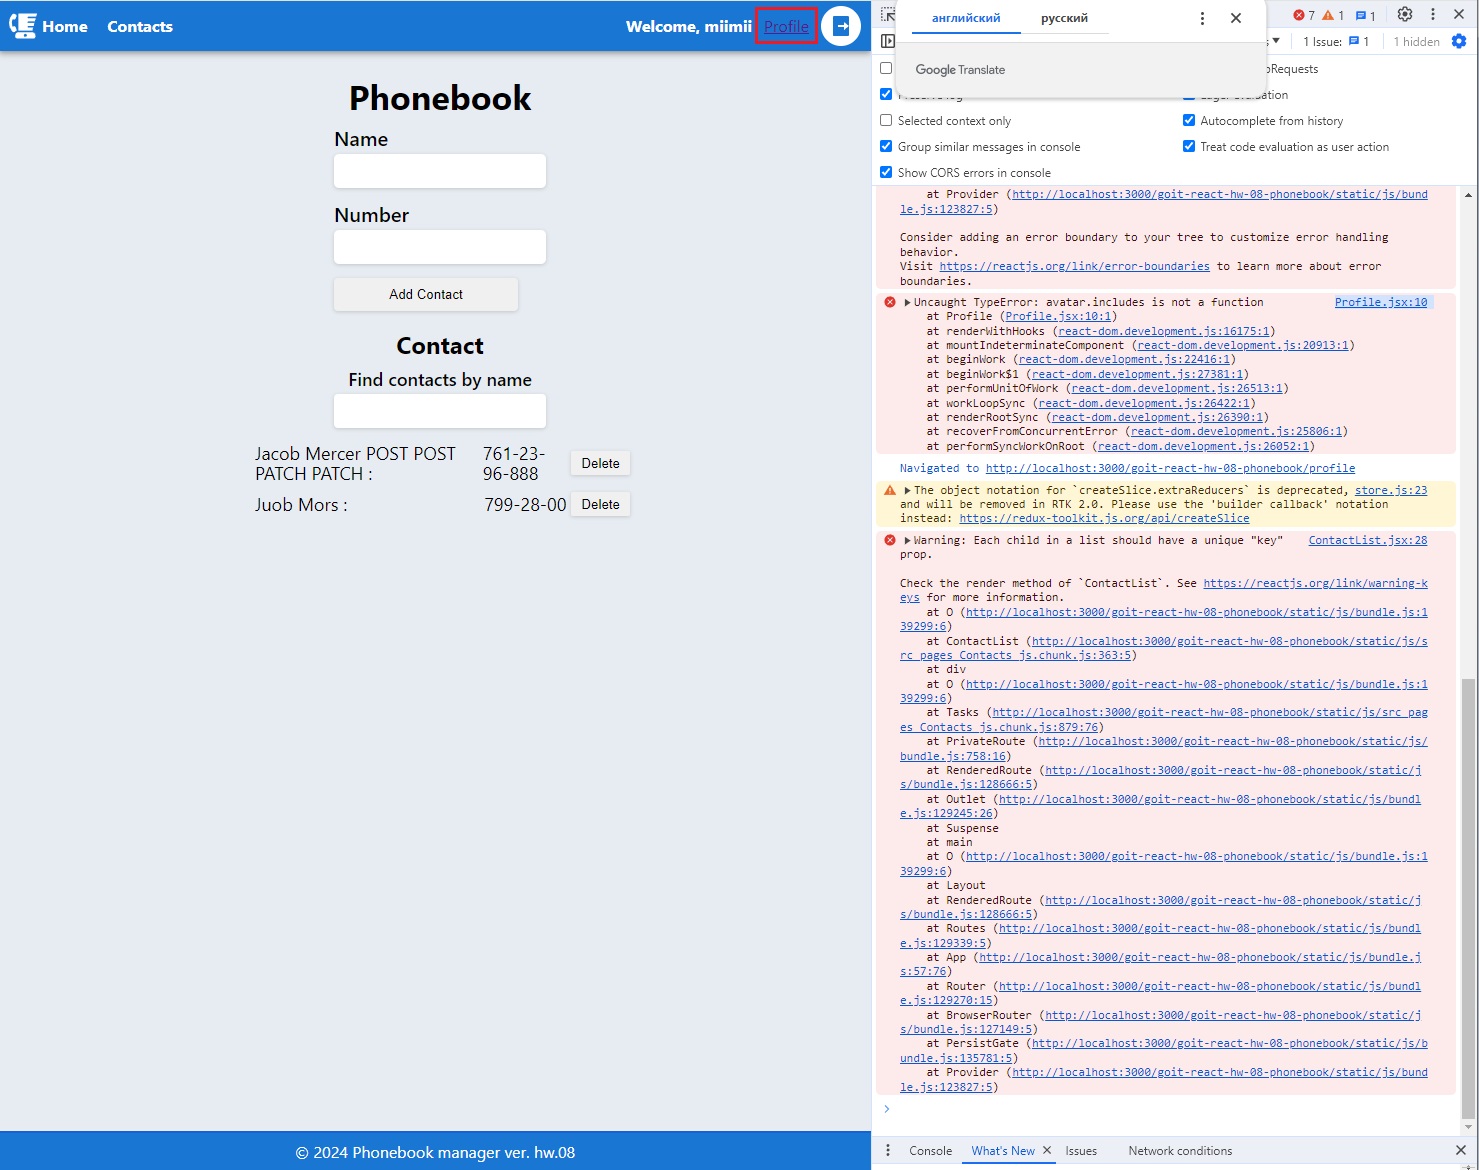 Home
Contacts
Welcome, miimii
Profile
Phonebook
Name
Number
Add Contact
Contact
Find contacts by name
Jacob Mercer POST POST
PATCH PATCH :
761-23-
96-888
Delete
Juob Mors :
799-28-00
Delete
© 2024 Phonebook manager ver. hw.08
английский
русский
Google Translate
7
1
1
1 Issue:
1
1 hidden
Selected context only
Autocomplete from history
Group similar messages in console
Treat code evaluation as user action
Show CORS errors in console
at Provider (http://localhost:3000/goit-react-hw-08-phonebook/static/js/bund
le.js:123827:5)
Consider adding an error boundary to your tree to customize error handling
behavior.
Visit https://reactjs.org/link/error-boundaries to learn more about error
boundaries.
Uncaught TypeError: avatar.includes is not a function
Profile.jsx:10
at Profile (Profile.jsx:10:1)
at renderWithHooks (react-dom.development.js:16175:1)
at mountIndeterminateComponent (react-dom.development.js:20913:1)
at beginWork (react-dom.development.js:22416:1)
at beginWork$1 (react-dom.development.js:27381:1)
at performUnitOfWork (react-dom.development.js:26513:1)
at workLoopSync (react-dom.development.js:26422:1)
at renderRootSync (react-dom.development.js:26390:1)
at recoverFromConcurrentError (react-dom.development.js:25806:1)
at performSyncWorkOnRoot (react-dom.development.js:26052:1)
Navigated to http://localhost:3000/goit-react-hw-08-phonebook/profile
The object notation for `createSlice.extraReducers` is deprecated,
store.js:23
and will be removed in RTK 2.0. Please use the 'builder callback' notation
instead: https://redux-toolkit.js.org/api/createSlice
Warning: Each child in a list should have a unique "key"
ContactList.jsx:28
prop.
Check the render method of `ContactList`. See https://reactjs.org/link/warning-k
eys for more information.
at O (http://localhost:3000/goit-react-hw-08-phonebook/static/js/bundle.js:1
39299:6)
at ContactList (http://localhost:3000/goit-react-hw-08-phonebook/static/js/s
rc_pages_Contacts_js.chunk.js:363:5)
at div
at O (http://localhost:3000/goit-react-hw-08-phonebook/static/js/bundle.js:1
39299:6)
at Tasks (http://localhost:3000/goit-react-hw-08-phonebook/static/js/src_pag
es_Contacts_js.chunk.js:879:76)
at PrivateRoute (http://localhost:3000/goit-react-hw-08-phonebook/static/js/
bundle.js:758:16)
at RenderedRoute (http://localhost:3000/goit-react-hw-08-phonebook/static/j
s/bundle.js:128666:5)
at Outlet (http://localhost:3000/goit-react-hw-08-phonebook/static/js/bundl
e.js:129245:26)
at Suspense
at main
at O (http://localhost:3000/goit-react-hw-08-phonebook/static/js/bundle.js:1
39299:6)
at Layout
at RenderedRoute (http://localhost:3000/goit-react-hw-08-phonebook/static/j
s/bundle.js:128666:5)
at Routes (http://localhost:3000/goit-react-hw-08-phonebook/static/js/bundl
e.js:129339:5)
at App (http://localhost:3000/goit-react-hw-08-phonebook/static/js/bundle.j
s:57:76)
at Router (http://localhost:3000/goit-react-hw-08-phonebook/static/js/bundl
e.js:129270:15)
at BrowserRouter (http://localhost:3000/goit-react-hw-08-phonebook/static/j
s/bundle.js:127149:5)
at PersistGate (http://localhost:3000/goit-react-hw-08-phonebook/static/js/b
undle.js:135781:5)
at Provider (http://localhost:3000/goit-react-hw-08-phonebook/static/js/bund
le.js:123827:5)
Console
What's New
Issues
Network conditions